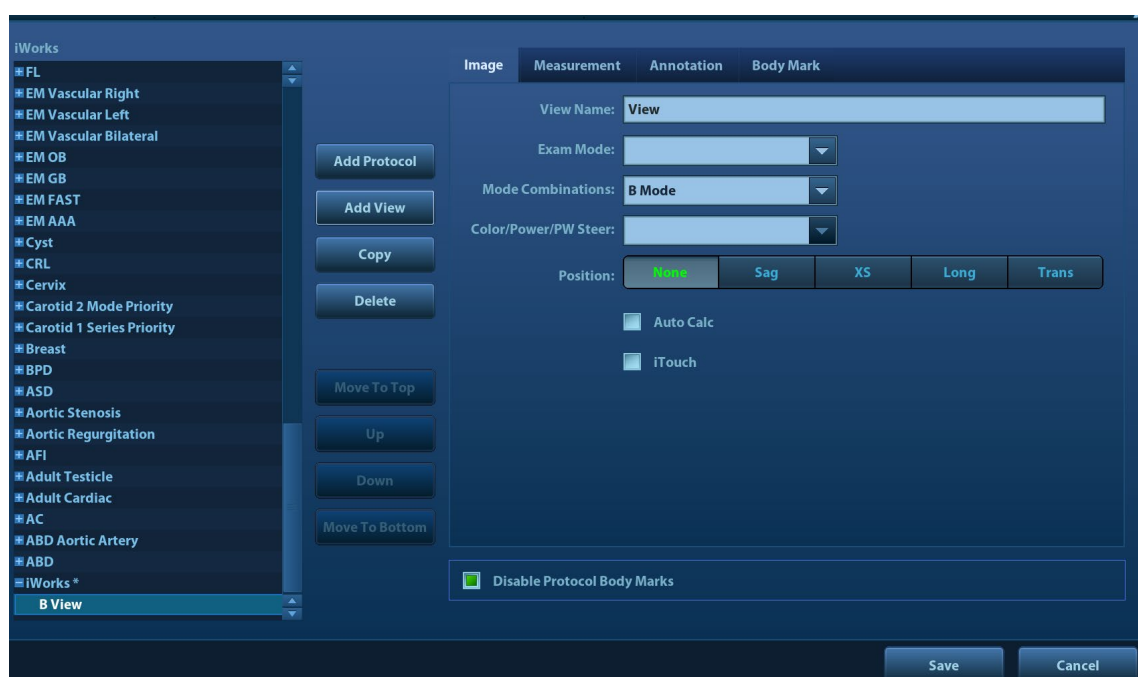 iWorks
FL
EM Vascular Right
EM Vascular Left
EM Vascular Bilateral
EM OB
EM GB
EM FAST
EM AAA
Cyst
CRL
Cervix
Carotid 2 Mode Priority
Carotid 1 Series Priority
Breast
BPD
ASD
Aortic Stenosis
Aortic Regurgitation
AFI
Adult Testicle
Adult Cardiac
AC
ABD Aortic Artery
ABD
iWorks *
B View
Add Protocol
Add View
Copy
Delete
Move To Top
Up
Down
Move To Bottom
Image Measurement Annotation Body Mark
View Name: View
Exam Mode:
Mode Combinations: B Mode
Color/Power/PW Steer:
Position: None Sag XS Long Trans
Auto Calc
iTouch
Disable Protocol Body Marks
Save Cancel